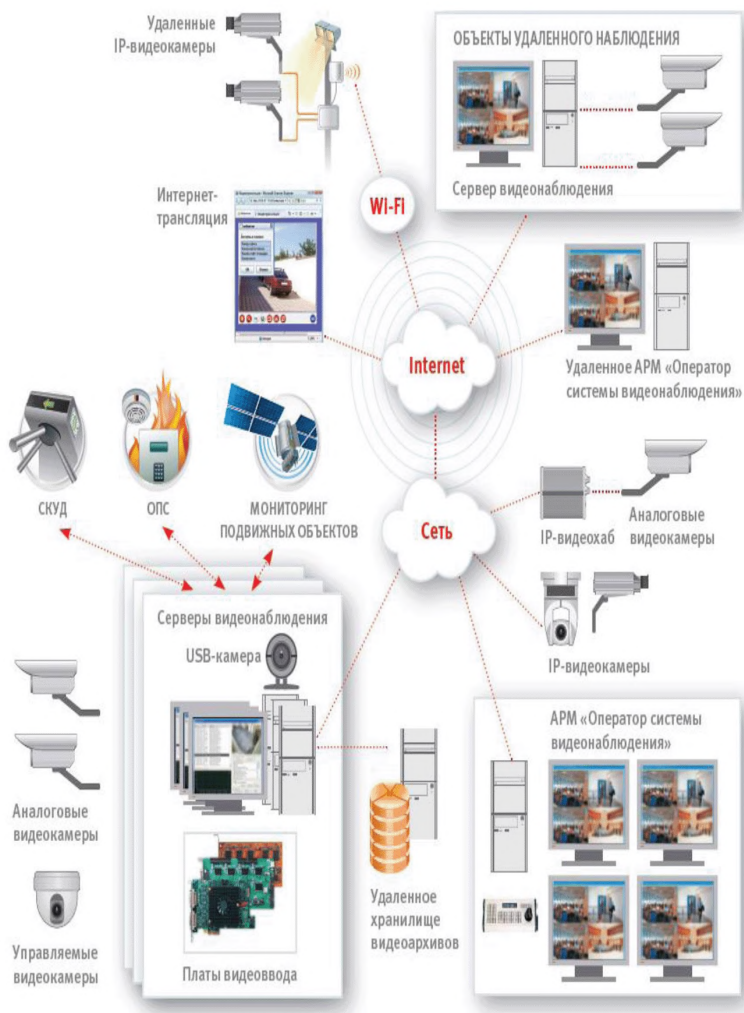 Удаленные
IP-видеокамеры
ОБЪЕКТЫ УДАЛЕННОГО НАБЛЮДЕНИЯ
Сервер видеонаблюдения
Интернет-
трансляция
Wi-Fi
Internet
Удаленное АРМ «Оператор
системы видеонаблюдения»
СКУД
ОПС
МОНИТОРИНГ
ПОДВИЖНЫХ ОБЪЕКТОВ
Сеть
IP-видеохаб
Аналоговые
видеокамеры
IP-видеокамеры
Серверы видеонаблюдения
USB-камера
Аналоговые
видеокамеры
Управляемые
видеокамеры
Платы видеоввода
Удаленное
хранилище
видеоархивов
АРМ «Оператор системы
видеонаблюдения»